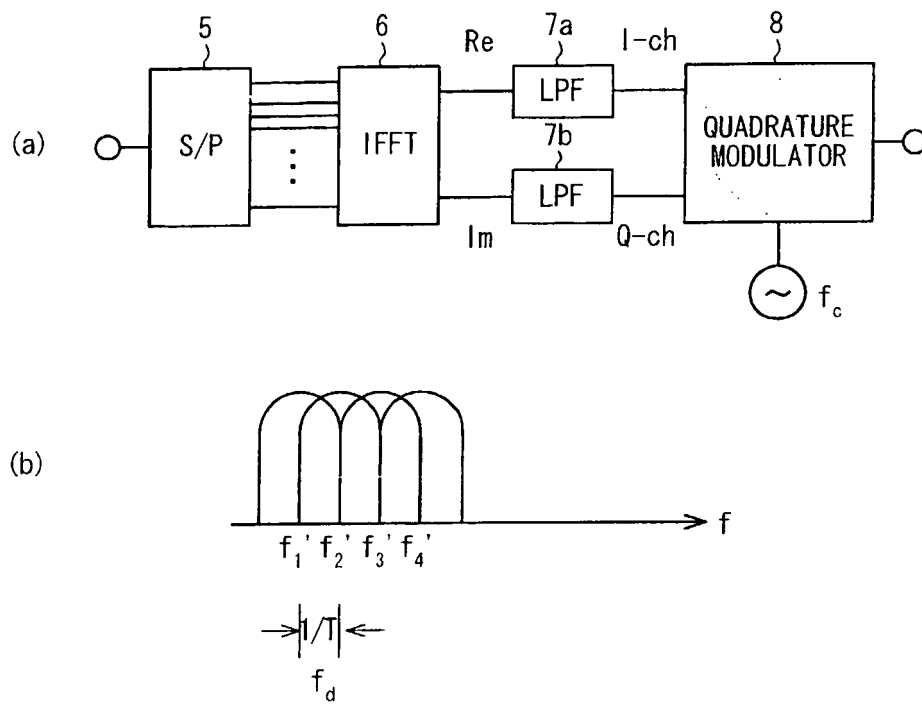 (a)
5
6
Re
7a
I-ch
8
S/P
IFFT
LPF
7b
LPF
QUADRATURE
MODULATOR
Im
Q-ch
~
f_c
(b)
f
f_1' f_2' f_3' f_4'
1/T
f_d